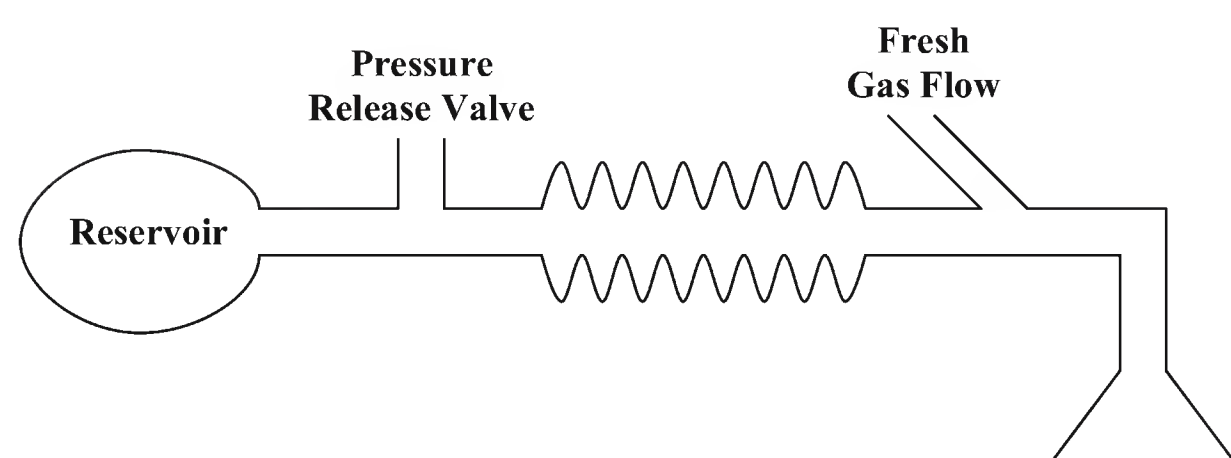 Fresh
Gas Flow
Pressure
Release Valve
Reservoir